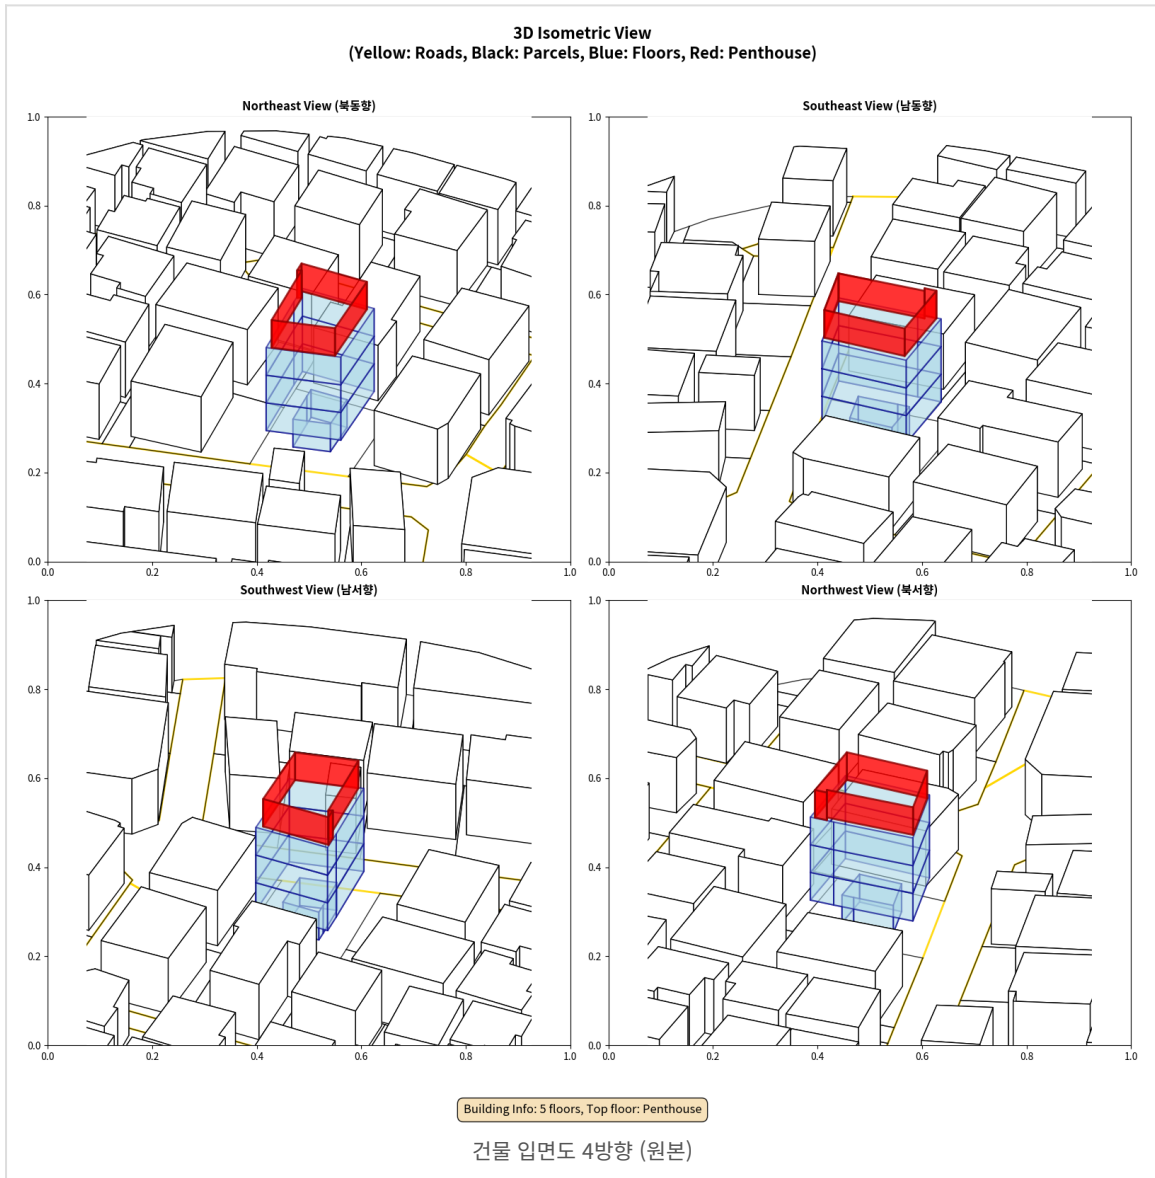 3D Isometric View
(Yellow: Roads, Black: Parcels, Blue: Floors, Red: Penthouse)
Northeast View (북동향)
1.0
0.8
0.6
0.4
0.2
0.0
0.0 0.2 0.4 0.6 0.8 1.0
Southeast View (남동향)
1.0
0.8
0.6
0.4
0.2
0.0
0.0 0.2 0.4 0.6 0.8 1.0
Southwest View (남서향)
1.0
0.8
0.6
0.4
0.2
0.0
0.0 0.2 0.4 0.6 0.8 1.0
Northwest View (북서향)
1.0
0.8
0.6
0.4
0.2
0.0
0.0 0.2 0.4 0.6 0.8 1.0
Building Info: 5 floors, Top floor: Penthouse
건물 입면도 4방향 (원본)